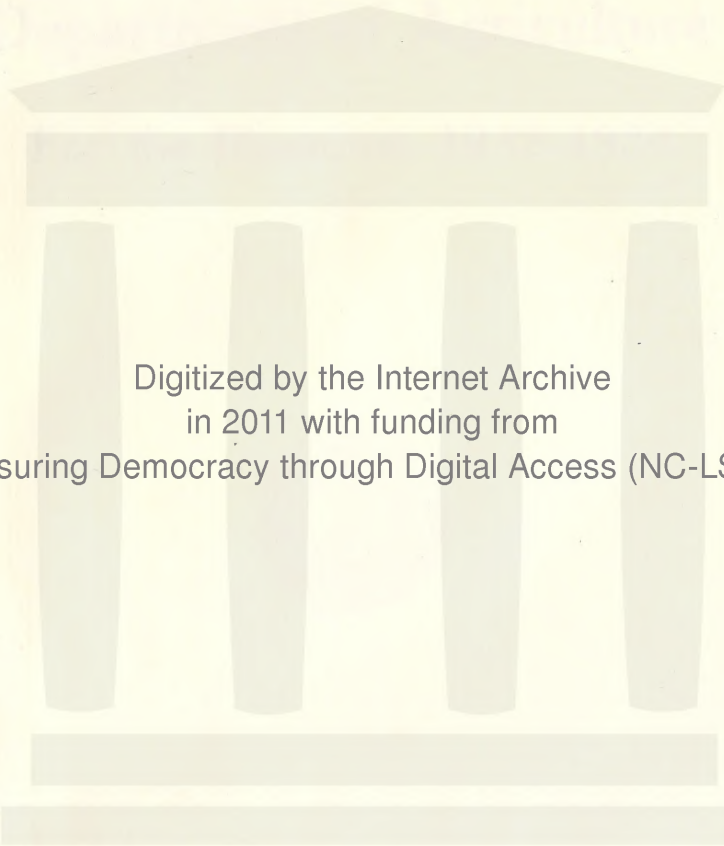 Digitized by the Internet Archive
in 2011 with funding from
suring Democracy through Digital Access (NC-LS